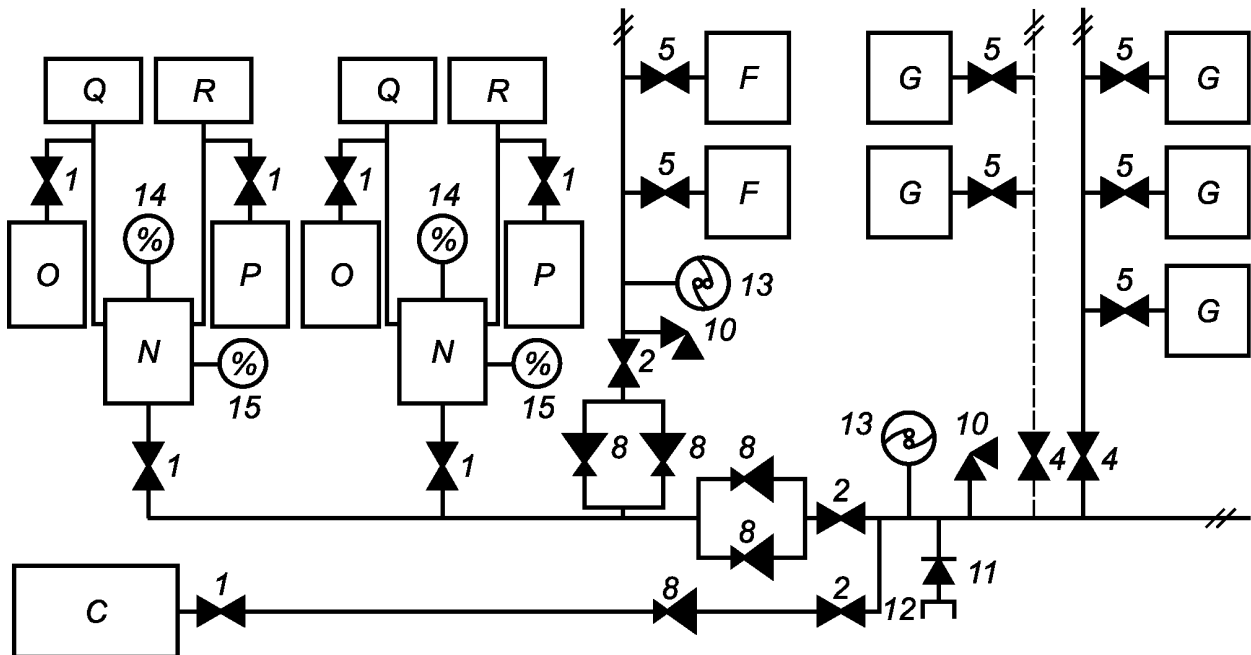 5 5 5
Q R Q R F G G
1 1 1 1
14 14 5 5 5
F G G
O P O P 5
13 G
10
N N 2
15 15
13 10
1 1 8 8 8 4 4
2
8
1 8 2 12 11
C
% % % %